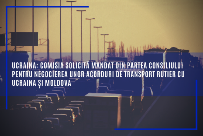 UCRAINA: COMISIA SOLICITĂ MANDAT DIN PARTEA CONSILIULUI
PENTRU NEGOCIEREA UNOR ACORDURI DE TRANSPORT RUTIER CU
UCRAINA ȘI MOLDOVA